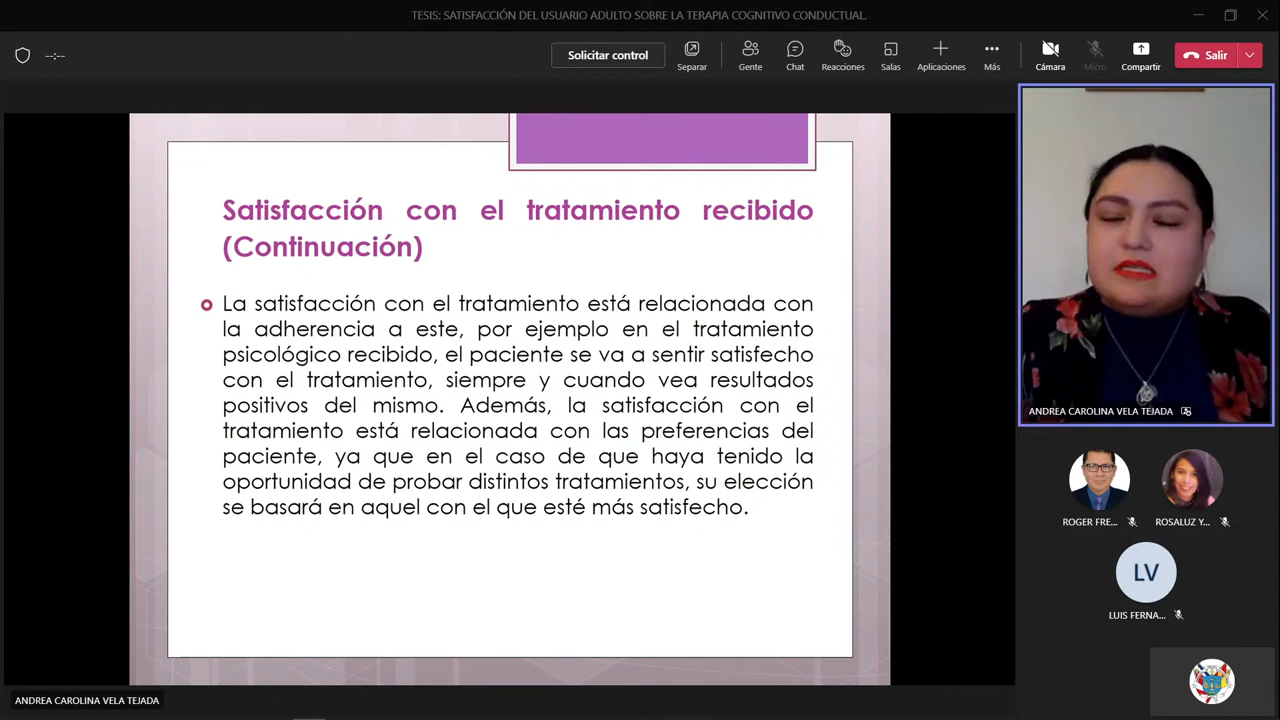 TESIS: SATISFACCIÓN DEL USUARIO ADULTO SOBRE LA TERAPIA COGNITIVO CONDUCTUAL.
--:--
Solicitar control
Separar
Gente
Chat
Reacciones
Salas
Aplicaciones
Más
Cámara
Micro
Compartir
Salir
Satisfacción con el tratamiento recibido
(Continuación)
La satisfacción con el tratamiento está relacionada con
la adherencia a este, por ejemplo en el tratamiento
psicológico recibido, el paciente se va a sentir satisfecho
con el tratamiento, siempre y cuando vea resultados
positivos del mismo. Además, la satisfacción con el
tratamiento está relacionada con las preferencias del
paciente, ya que en el caso de que haya tenido la
oportunidad de probar distintos tratamientos, su elección
se basará en aquel con el que esté más satisfecho.
ANDREA CAROLINA VELA TEJADA
ROGER FRE...
ROSALUZ Y...
LV
LUIS FERNA...
ANDREA CAROLINA VELA TEJADA